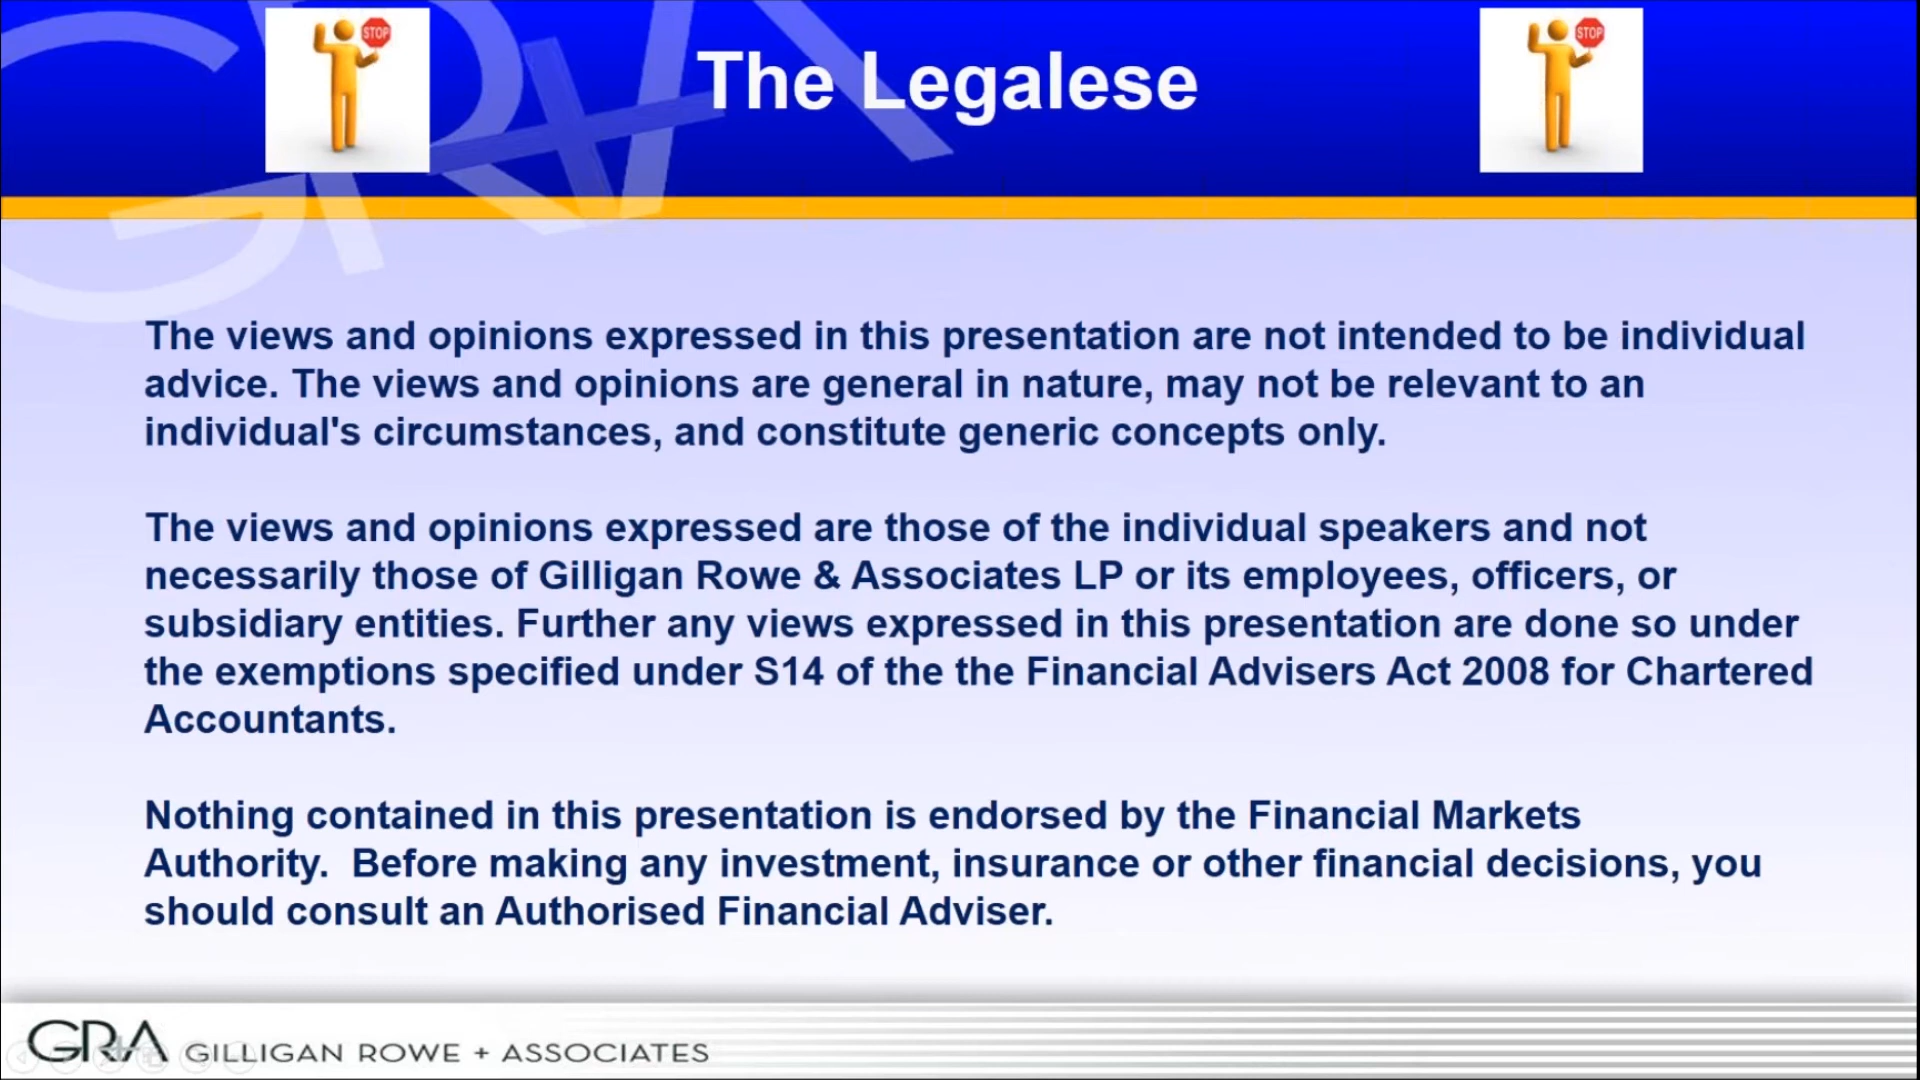 STOP
The Legalese
STOP
The views and opinions expressed in this presentation are not intended to be individual
advice. The views and opinions are general in nature, may not be relevant to an
individual's circumstances, and constitute generic concepts only.
The views and opinions expressed are those of the individual speakers and not
necessarily those of Gilligan Rowe & Associates LP or its employees, officers, or
subsidiary entities. Further any views expressed in this presentation are done so under
the exemptions specified under S14 of the the Financial Advisers Act 2008 for Chartered
Accountants.
Nothing contained in this presentation is endorsed by the Financial Markets
Authority.  Before making any investment, insurance or other financial decisions, you
should consult an Authorised Financial Adviser.
GRA GILLIGAN ROWE + ASSOCIATES